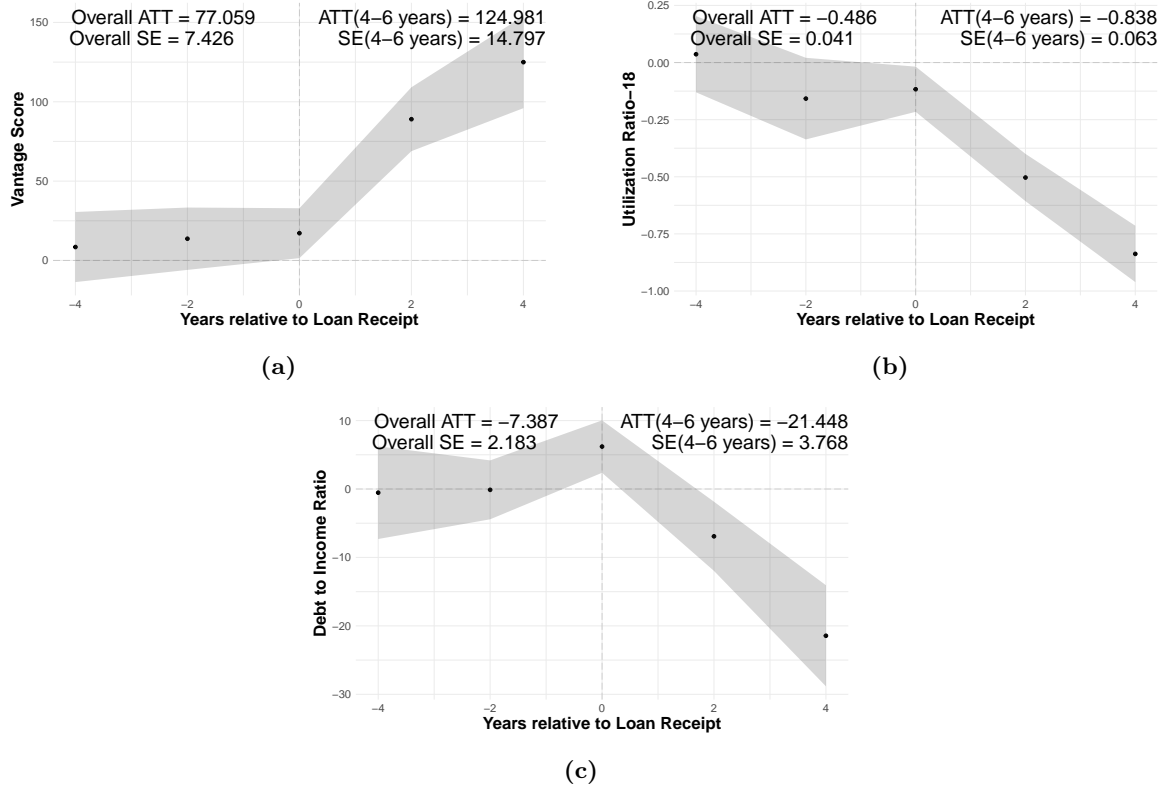 Overall ATT = 77.059 ATT(4−6 years) = 124.981
Overall SE = 7.426 SE(4−6 years) = 14.797
150
100
50
0
Vantage Score
−4 −2 0 2 4
Years relative to Loan Receipt
(a)
0.25
Overall ATT = −0.486 ATT(4−6 years) = −0.838
Overall SE = 0.041 SE(4−6 years) = 0.063
0.00
−0.25
−0.50
−0.75
−1.00
Utilization Ratio−18
−4 −2 0 2 4
Years relative to Loan Receipt
(b)
10
Overall ATT = −7.387 ATT(4−6 years) = −21.448
Overall SE = 2.183 SE(4−6 years) = 3.768
0
−10
−20
−30
Debt to Income Ratio
−4 −2 0 2 4
Years relative to Loan Receipt
(c)